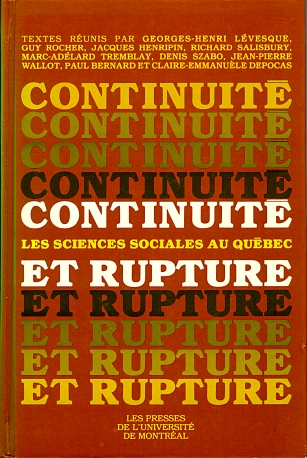 TEXTES RÉUNIS PAR GEORGES-HENRI LÉVESQUE,
GUY ROCHER, JACQUES HENRIPIN, RICHARD SALISBURY,
MARC-ADÉLARD TREMBLAY, DENIS SZABO, JEAN-PIERRE
WALLOT, PAUL BERNARD ET CLAIRE-EMMANUÈLE DEPOCAS
CONTINUITÉ
CONTINUITÉ
CONTINUITÉ
CONTINUITÉ
CONTINUITÉ
LES SCIENCES SOCIALES AU QUÉBEC
ET RUPTURE
ET RUPTURE
ET RUPTURE
ET RUPTURE
ET RUPTURE
LES PRESSES
DE L'UNIVERSITÉ
DE MONTRÉAL